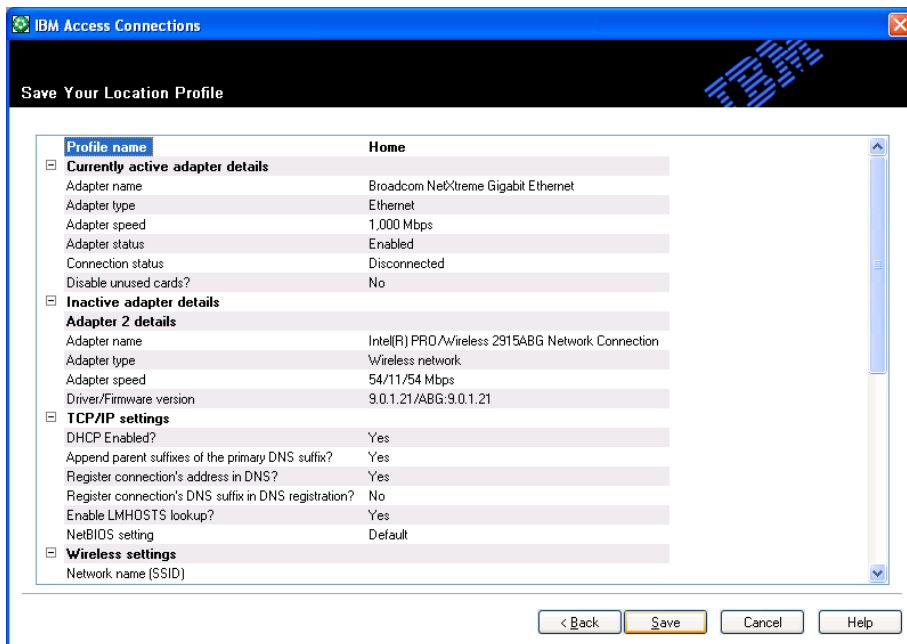 IBM Access Connections
IBM
Save Your Location Profile
Profile name Home
Currently active adapter details
Adapter name Broadcom NetXtreme Gigabit Ethernet
Adapter type Ethernet
Adapter speed 1,000 Mbps
Adapter status Enabled
Connection status Disconnected
Disable unused cards? No
Inactive adapter details
Adapter 2 details
Adapter name Intel(R) PRO/Wireless 2915ABG Network Connection
Adapter type Wireless network
Adapter speed 54/11/54 Mbps
Driver/Firmware version 9.0.1.21/ABG:9.0.1.21
TCP/IP settings
DHCP Enabled? Yes
Append parent suffixes of the primary DNS suffix? Yes
Register connection's address in DNS? Yes
Register connection's DNS suffix in DNS registration? No
Enable LMHOSTS lookup? Yes
NetBIOS setting Default
Wireless settings
Network name (SSID)
< Back Save Cancel Help